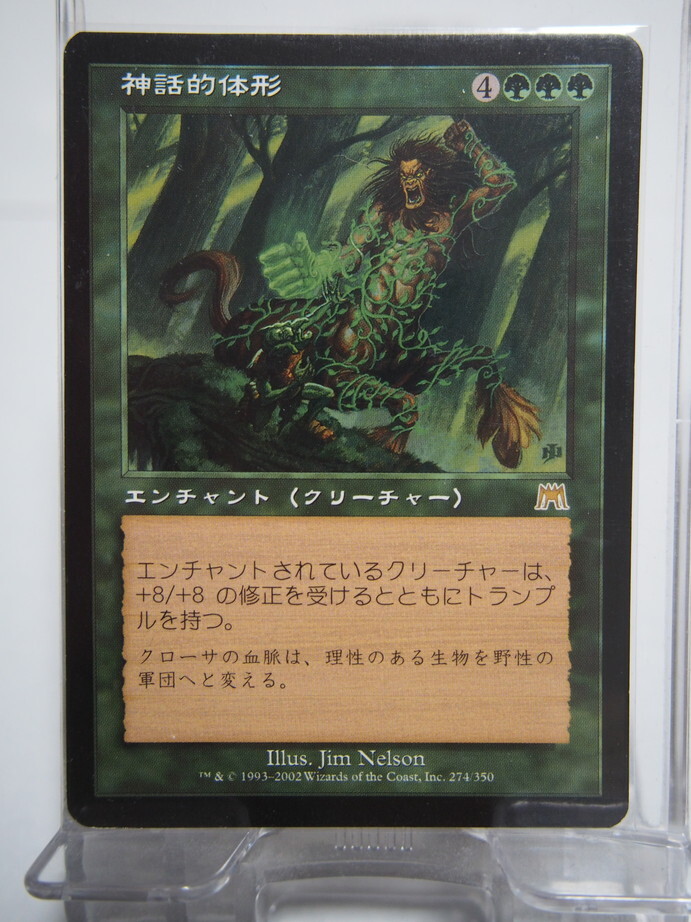 神話的体形 4
エンチャント（クリーチャー）
エンチャントされているクリーチャーは、
+8/+8 の修正を受けるとともにトランプ
ルを持つ。
クローサの血脈は、理性のある生物を野性の
軍団へと変える。
Illus. Jim Nelson
™ & © 1993–2002 Wizards of the Coast, Inc. 274/350